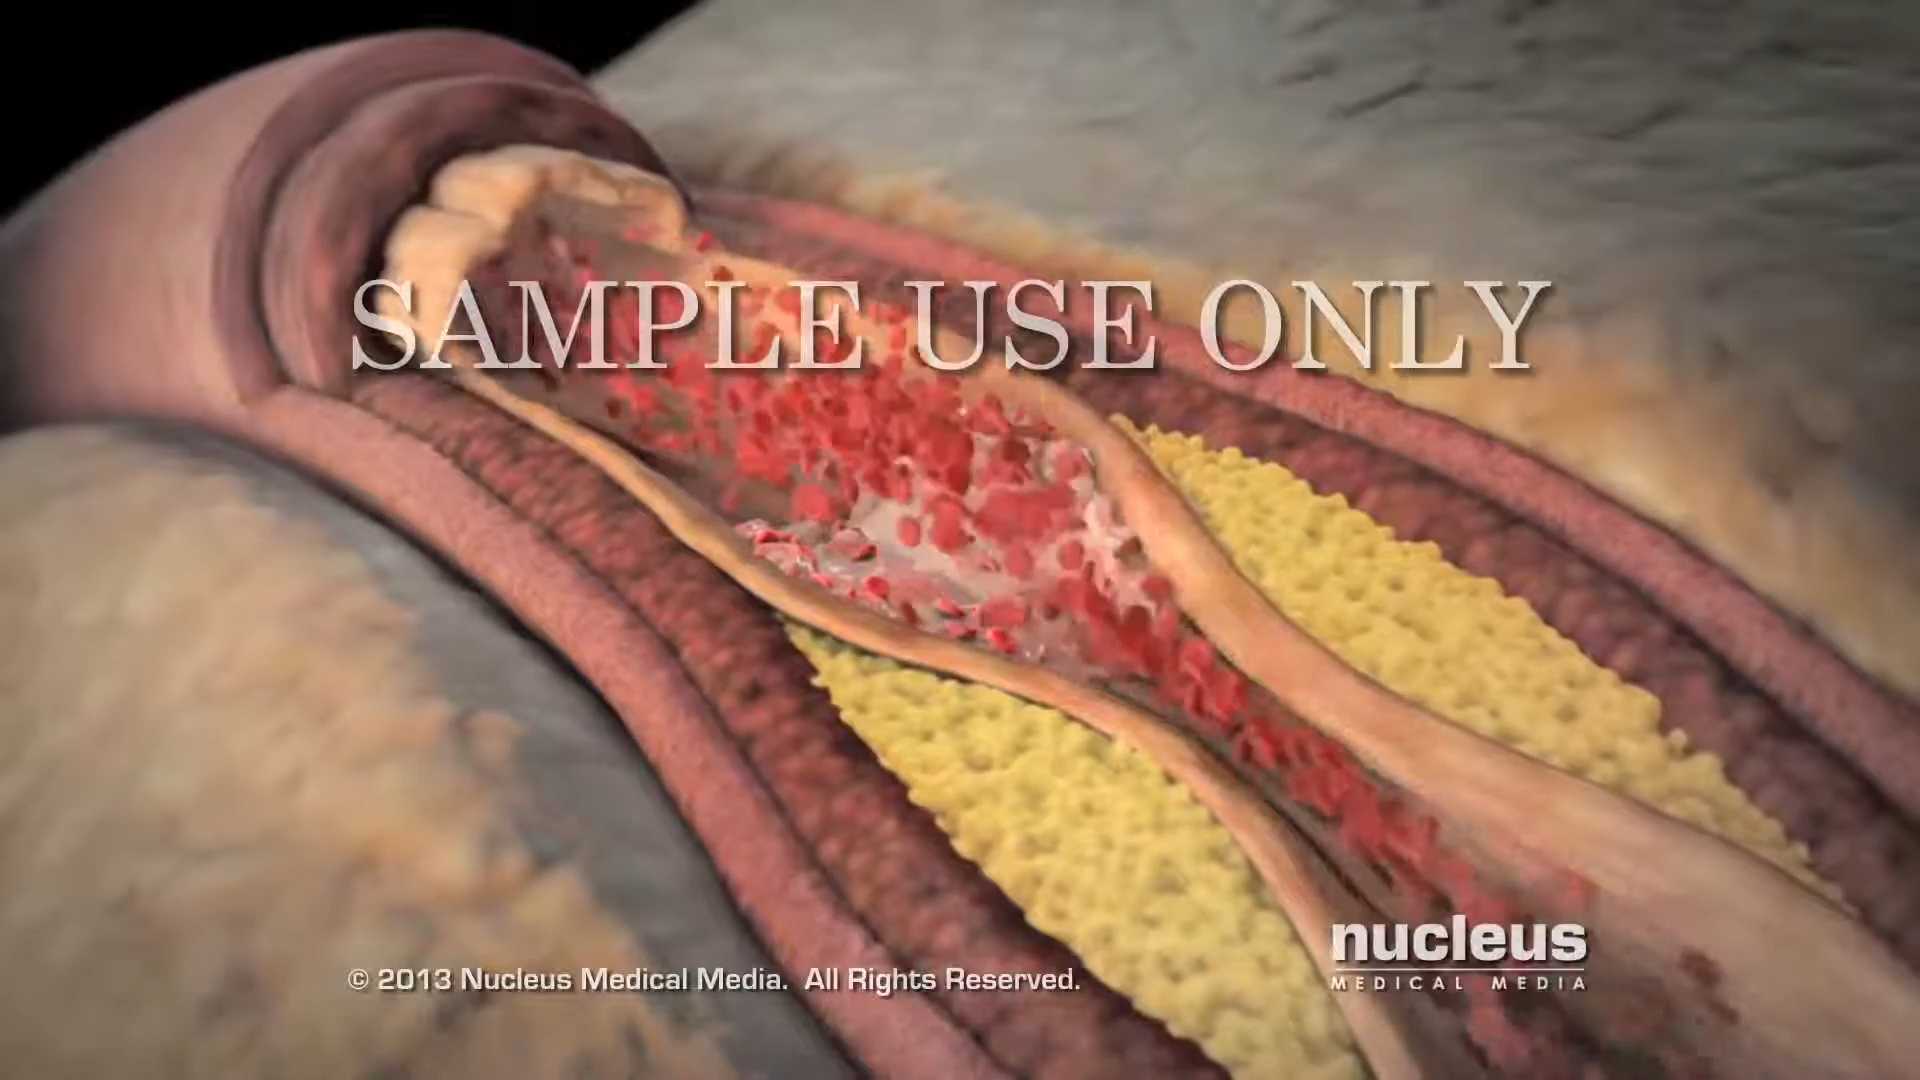 SAMPLE USE ONLY
© 2013 Nucleus Medical Media. All Rights Reserved.
nucleus
MEDICAL MEDIA